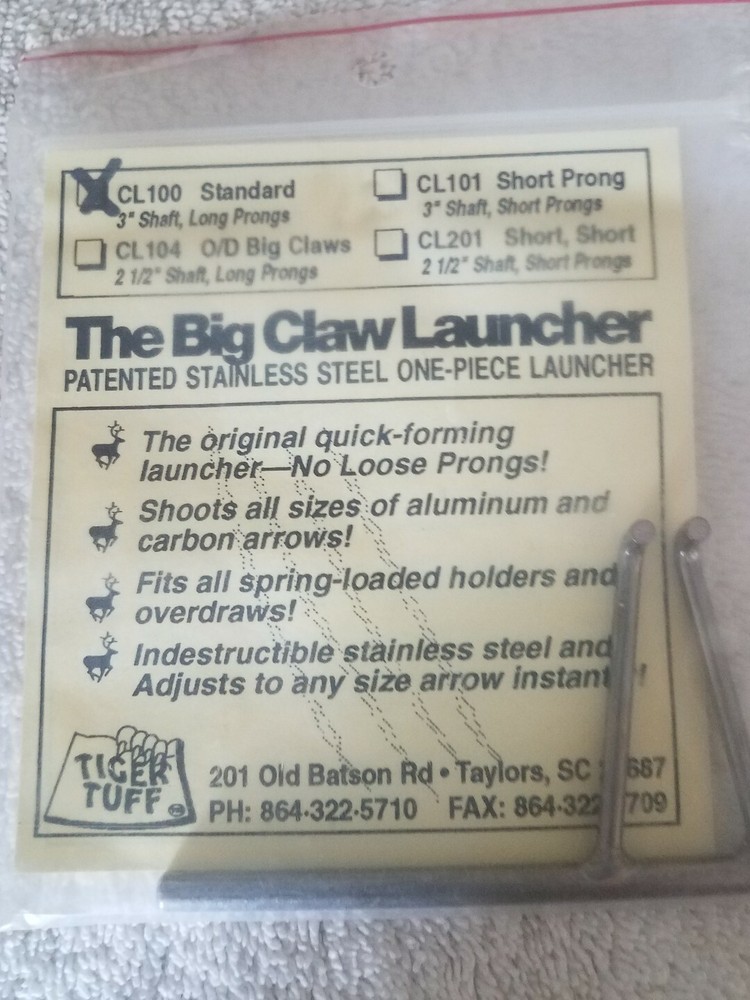 CL100 Standard
3" Shaft, Long Prongs
CL101 Short Prong
3" Shaft, Short Prongs
CL104 O/D Big Claws
2 1/2" Shaft, Long Prongs
CL201 Short, Short
2 1/2" Shaft, Short Prongs
The Big Claw Launcher
PATENTED STAINLESS STEEL ONE-PIECE LAUNCHER
The original quick-forming
launcher—No Loose Prongs!
Shoots all sizes of aluminum and
carbon arrows!
Fits all spring-loaded holders and
overdraws!
Indestructible stainless steel and
Adjusts to any size arrow
TIGER
TUFF
201 Old Batson Rd • Taylors, SC 687
PH: 864·322·5710 FAX: 864·322 709